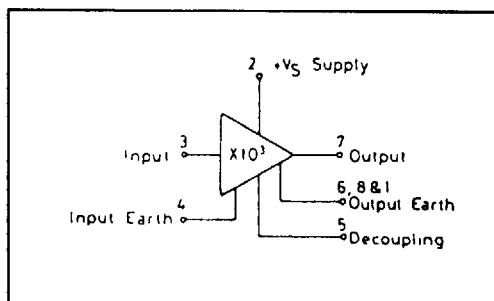 2 +VS Supply
3 Input
X10³
7 Output
4 Input Earth
6, 8 & 1 Output Earth
5 Decoupling